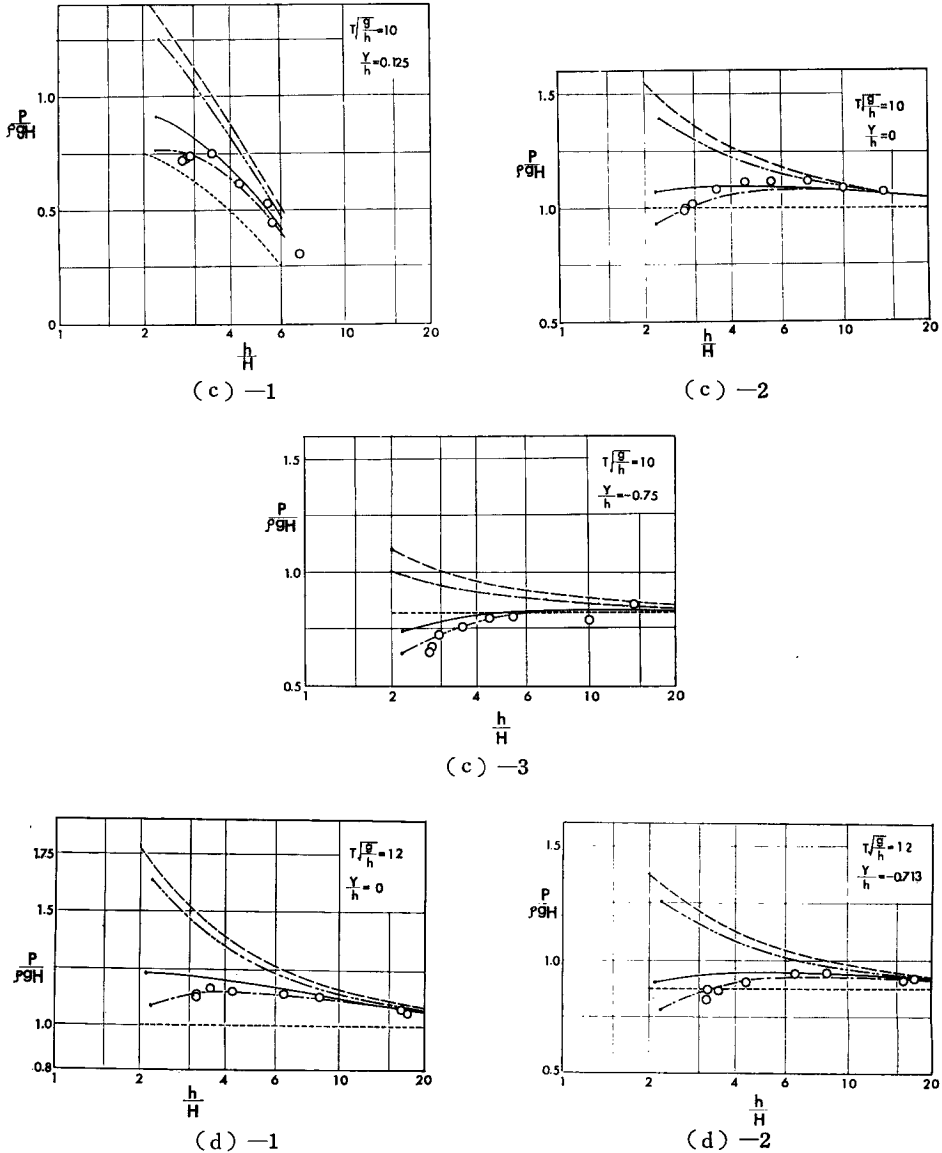 T√g/h=10
Y/h=0.125
P/ρgH
1.0
0.5
0
1 2 4 6 10 20
h/H
(c)—1
T√g/h=10
Y/h=0
P/ρgH
1.5
1.0
0.5
1 2 4 6 10 20
h/H
(c)—2
T√g/h=10
Y/h=-0.75
P/ρgH
1.5
1.0
0.5
1 2 4 6 10 20
h/H
(c)—3
T√g/h=12
Y/h=0
P/ρgH
1.75
1.5
1.0
0.8
1 2 4 6 10 20
h/H
(d)—1
T√g/h=12
Y/h=-0.713
P/ρgH
1.5
1.0
0.5
1 2 4 6 10 20
h/H
(d)—2